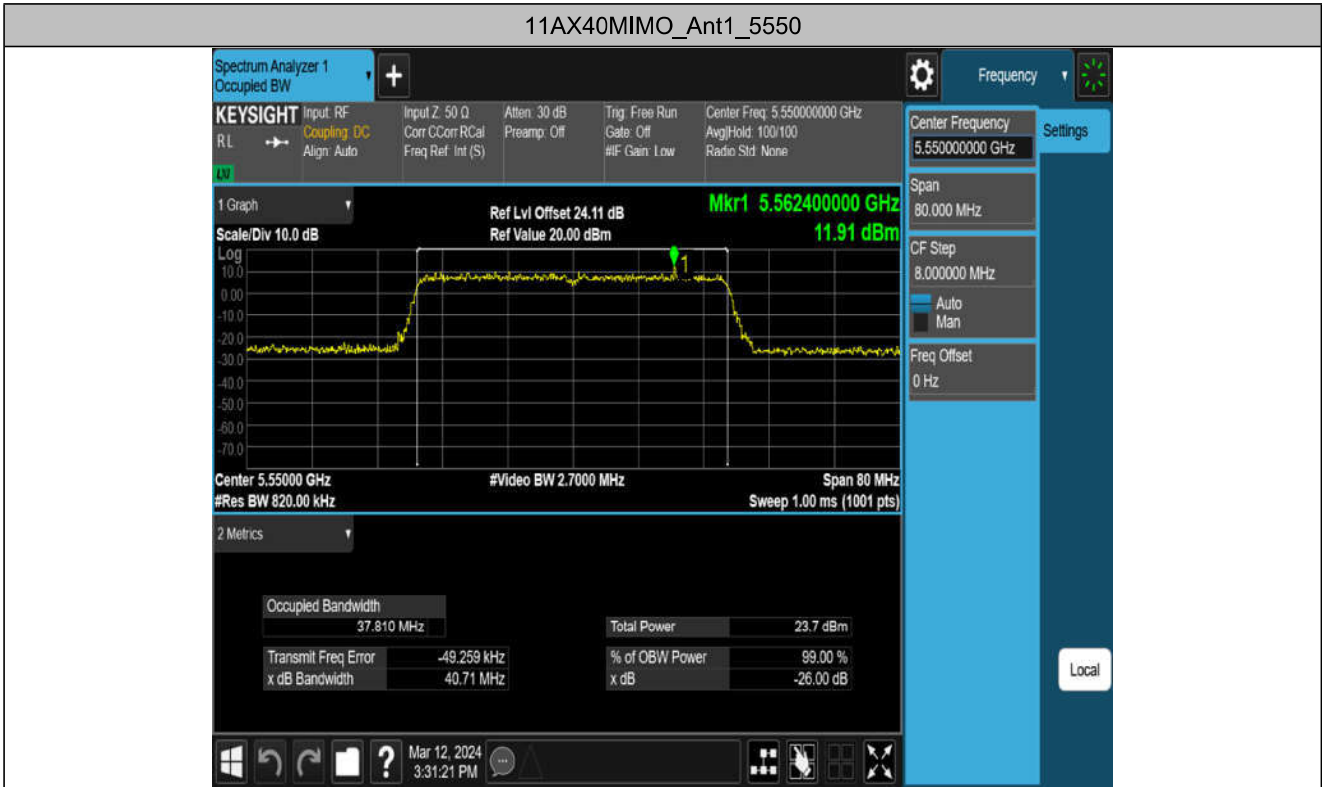 11AX40MIMO_Ant1_5550
Spectrum Analyzer 1
Occupied BW
+
Frequency
KEYSIGHT
RL
LXI
Input: RF
Coupling: DC
Align: Auto
Input Z: 50 Ω
Corr CCorr RCal
Freq Ref: Int (S)
Atten: 30 dB
Preamp: Off
Trig: Free Run
Gate: Off
#IF Gain: Low
Center Freq: 5.550000000 GHz
Avg|Hold: 100/100
Radio Std: None
Center Frequency
5.550000000 GHz
Settings
Span
80.000 MHz
CF Step
8.000000 MHz
Auto
Man
Freq Offset
0 Hz
Local
1 Graph
Scale/Div 10.0 dB
Ref Lvl Offset 24.11 dB
Ref Value 20.00 dBm
Mkr1 5.562400000 GHz
11.91 dBm
Log
1
10.0
0.00
-10.0
-20.0
-30.0
-40.0
-50.0
-60.0
-70.0
Center 5.55000 GHz
#Res BW 820.00 kHz
#Video BW 2.7000 MHz
Span 80 MHz
Sweep 1.00 ms (1001 pts)
2 Metrics
Occupied Bandwidth
37.810 MHz
Total Power 23.7 dBm
Transmit Freq Error -49.259 kHz
% of OBW Power 99.00 %
x dB Bandwidth 40.71 MHz
x dB -26.00 dB
?
Mar 12, 2024
3:31:21 PM